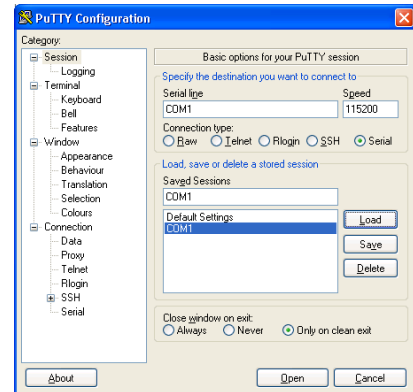 PuTTY Configuration
Category:
Session
Logging
Terminal
Keyboard
Bell
Features
Window
Appearance
Behaviour
Translation
Selection
Colours
Connection
Data
Proxy
Telnet
Rlogin
SSH
Serial
Basic options for your PuTTY session
Specify the destination you want to connect to
Serial line Speed
COM1 115200
Connection type:
Raw Telnet Rlogin SSH Serial
Load, save or delete a stored session
Saved Sessions
COM1
Default Settings
COM1
Load
Save
Delete
Close window on exit:
Always Never Only on clean exit
About Open Cancel